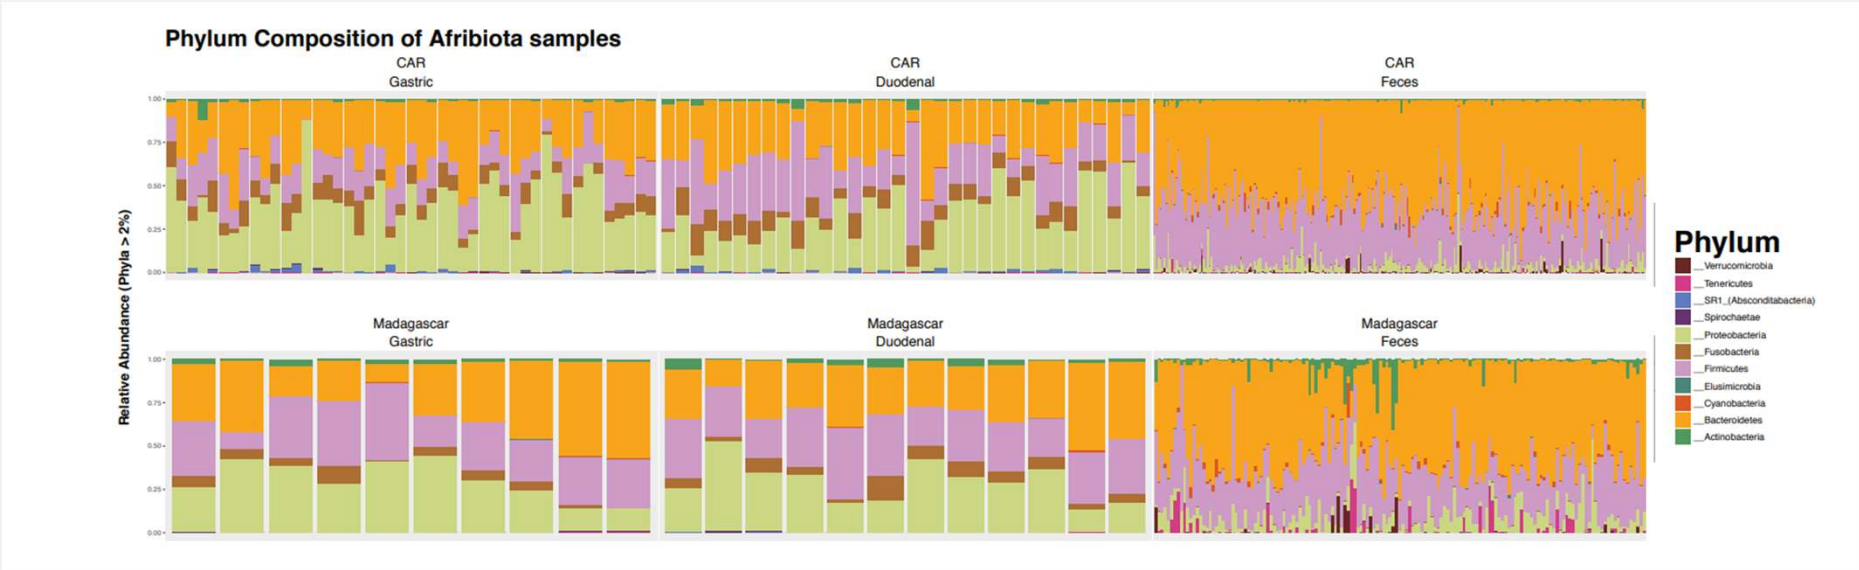 Phylum Composition of Afribiota samples
CAR
Gastric
CAR
Duodenal
CAR
Feces
1.00
0.75
0.50
0.25
0.00
Relative Abundance (Phyla > 2%)
Madagascar
Gastric
Madagascar
Duodenal
Madagascar
Feces
1.00
0.75
0.50
0.25
0.00
Phylum
__Verrucomicrobia
__Tenericutes
__SR1_(Absconditabacteria)
__Spirochaetae
__Proteobacteria
__Fusobacteria
__Firmicutes
__Elusimicrobia
__Cyanobacteria
__Bacteroidetes
__Actinobacteria